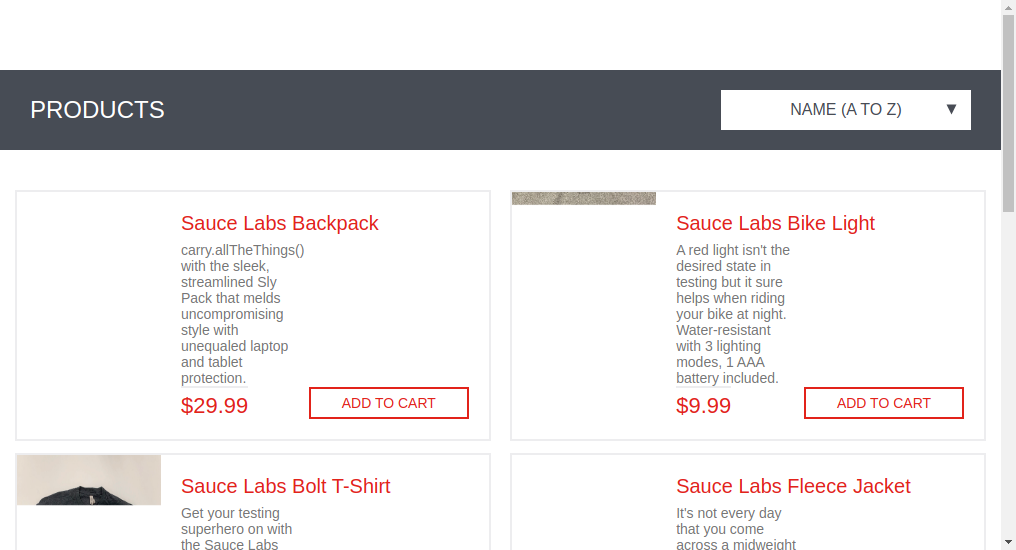 PRODUCTS
NAME (A TO Z) ▼
Sauce Labs Backpack
carry.allTheThings()
with the sleek,
streamlined Sly
Pack that melds
uncompromising
style with
unequaled laptop
and tablet
protection.
$29.99
ADD TO CART
Sauce Labs Bike Light
A red light isn't the
desired state in
testing but it sure
helps when riding
your bike at night.
Water-resistant
with 3 lighting
modes, 1 AAA
battery included.
$9.99
ADD TO CART
Sauce Labs Bolt T-Shirt
Get your testing
superhero on with
the Sauce Labs
Sauce Labs Fleece Jacket
It's not every day
that you come
across a midweight